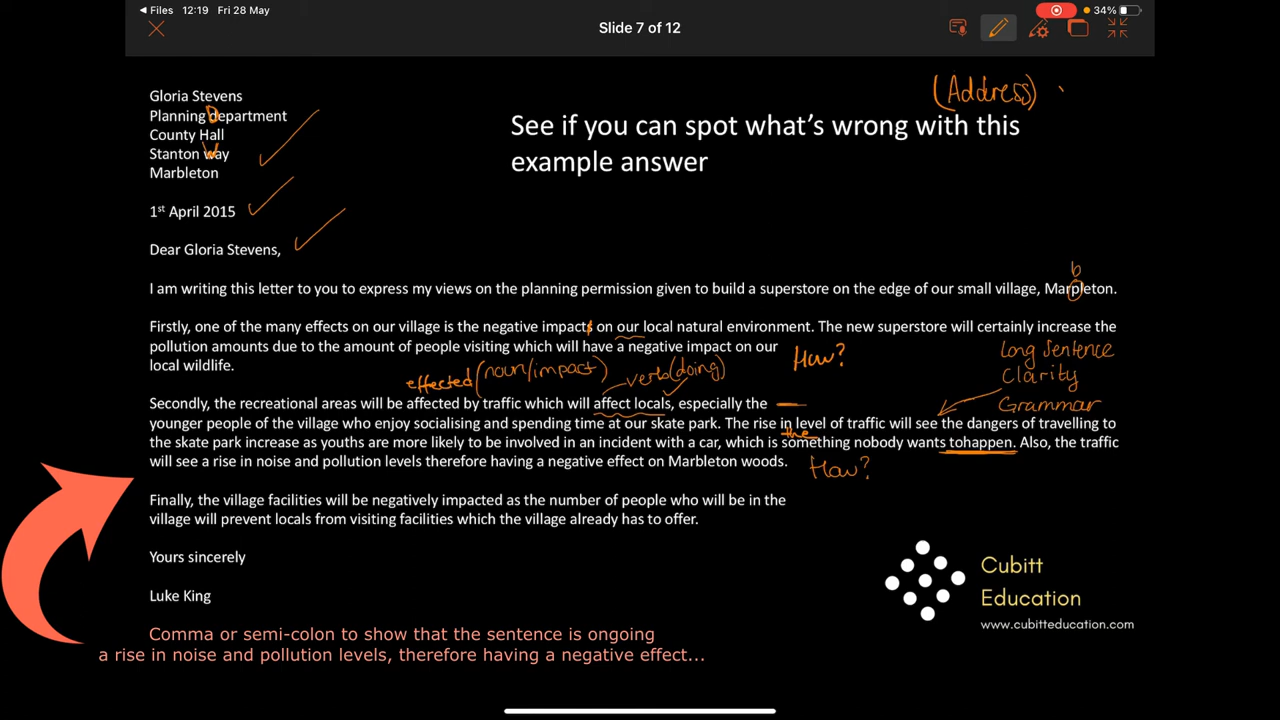 Files 12:19 Fri 28 May 34%
Slide 7 of 12
(Address)
Gloria Stevens
Planning Department
County Hall
Stanton Way
Marbleton
See if you can spot what's wrong with this
example answer
1st April 2015
Dear Gloria Stevens,
b
I am writing this letter to you to express my views on the planning permission given to build a superstore on the edge of our small village, Marpleton.
Firstly, one of the many effects on our village is the negative impacts on our local natural environment. The new superstore will certainly increase the
pollution amounts due to the amount of people visiting which will have a negative impact on our
local wildlife.
How?
Long Sentence
Clarity
Grammar
effected (noun/impact) verb (doing)
Secondly, the recreational areas will be affected by traffic which will affect locals, especially the
younger people of the village who enjoy socialising and spending time at our skate park. The rise in level of traffic will see the dangers of travelling to
the
the skate park increase as youths are more likely to be involved in an incident with a car, which is something nobody wants tohappen. Also, the traffic
will see a rise in noise and pollution levels therefore having a negative effect on Marbleton woods.
How?
Finally, the village facilities will be negatively impacted as the number of people who will be in the
village will prevent locals from visiting facilities which the village already has to offer.
Yours sincerely
Luke King
Comma or semi-colon to show that the sentence is ongoing
a rise in noise and pollution levels, therefore having a negative effect...
Cubitt
Education
www.cubitteducation.com